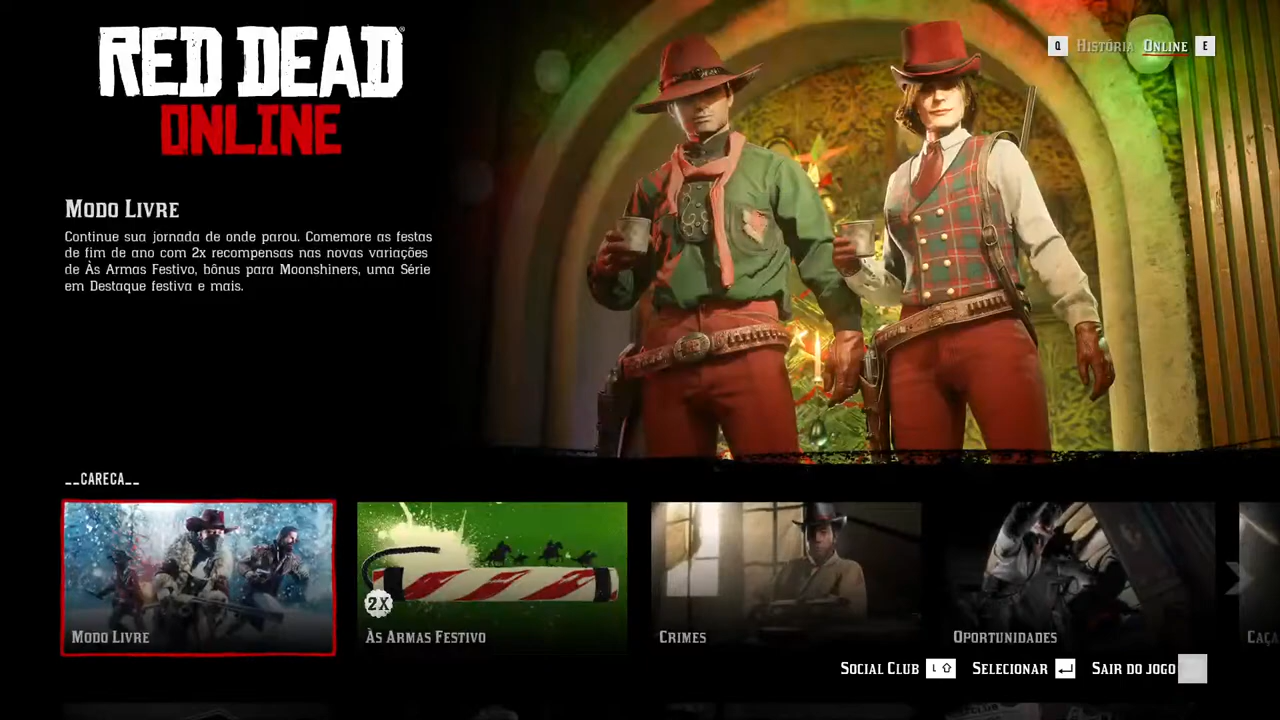 RED DEAD
ONLINE
Q HISTÓRIA ONLINE E
MODO LIVRE
Continue sua jornada de onde parou. Comemore as festas
de fim de ano com 2x recompensas nas novas variações
de Às Armas Festivo, bônus para Moonshiners, uma Série
em Destaque festiva e mais.
__CARECA__
2X
MODO LIVRE
ÀS ARMAS FESTIVO
CRIMES
OPORTUNIDADES
SOCIAL CLUB L SELECIONAR SAIR DO JOGO